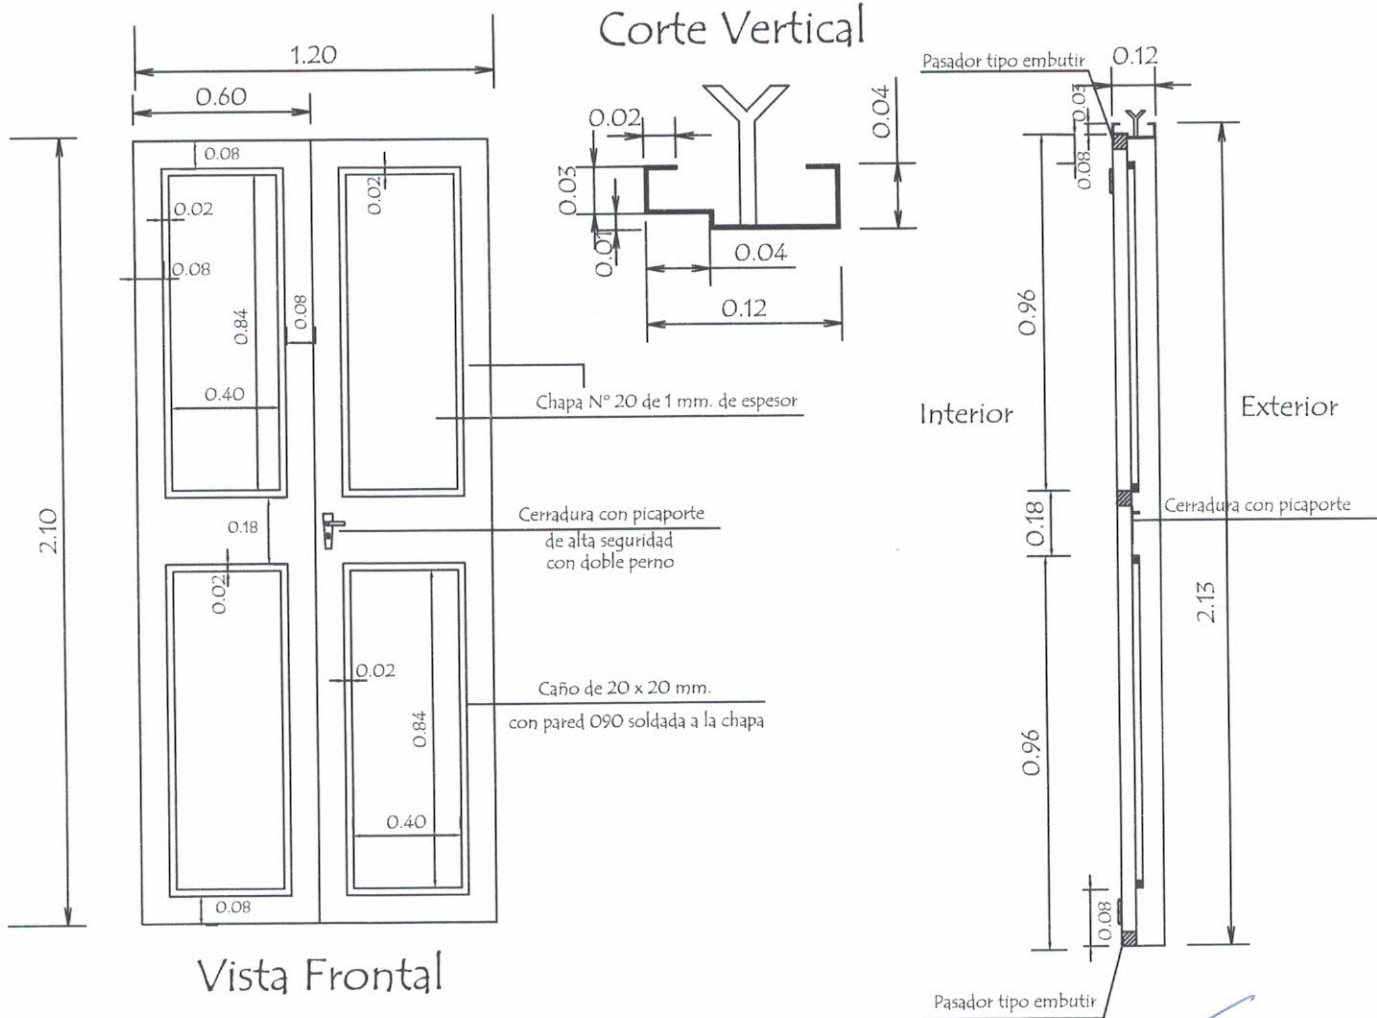 Corte Vertical
1.20
0.60
0.08
0.02
0.02
0.08
0.08
0.84
0.40
2.10
0.18
0.02
0.02
0.84
0.40
0.08
Vista Frontal
0.02
0.04
0.03
0.01
0.04
0.12
Chapa Nº 20 de 1 mm. de espesor
Cerradura con picaporte
de alta seguridad
con doble perno
Caño de 20 x 20 mm.
con pared 090 soldada a la chapa
Pasador tipo embutir
0.12
0.03
0.08
0.96
Interior
Exterior
Cerradura con picaporte
0.18
2.13
0.96
0.08
Pasador tipo embutir